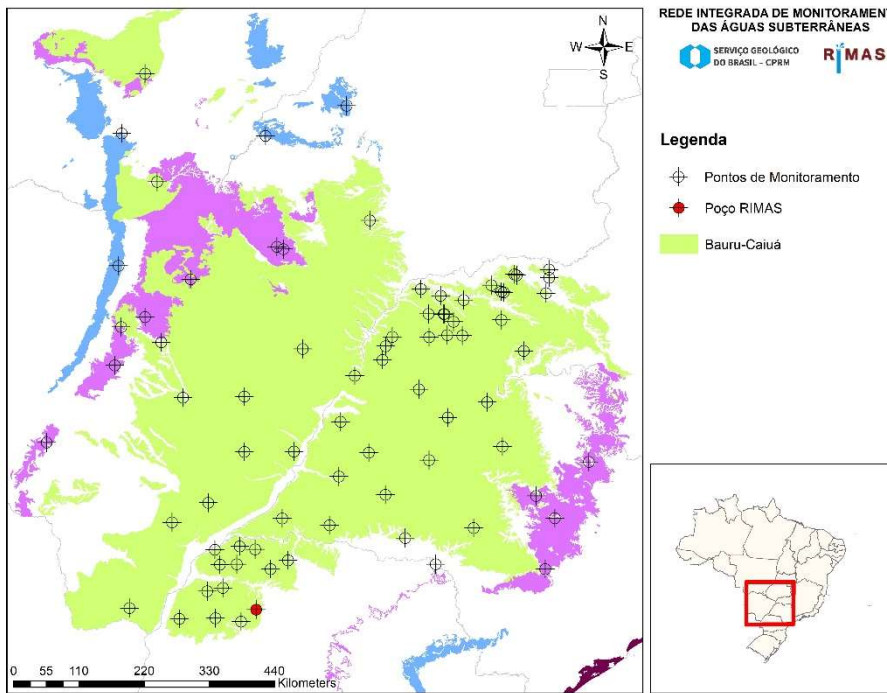 REDE INTEGRADA DE MONITORAMEN
DAS ÁGUAS SUBTERRÂNEAS
SERVIÇO GEOLÓGICO
DO BRASIL – CPRM
RIMAS
N
W E
S
Legenda
Pontos de Monitoramento
Poço RIMAS
Bauru-Caiuá
0 55 110 220 330 440
Kilometers